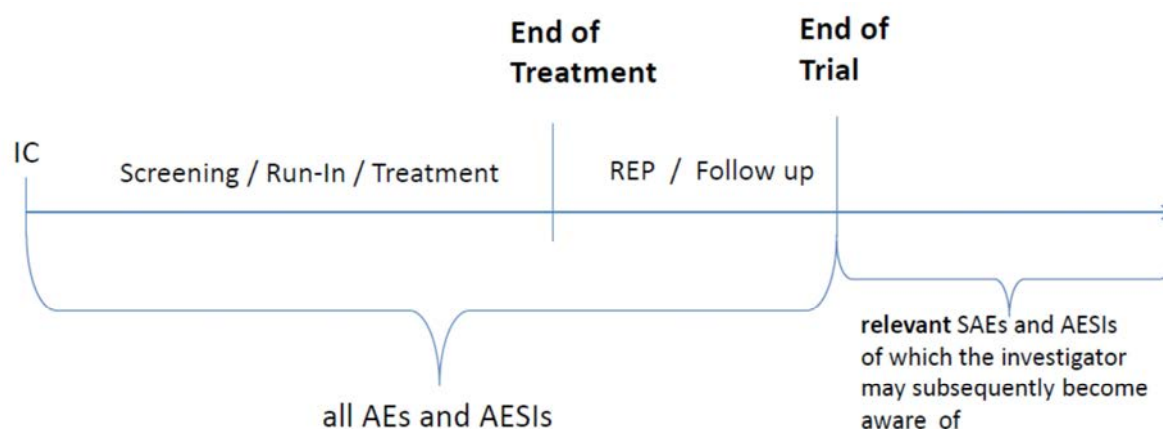 End of
Treatment
End of
Trial
IC
Screening / Run-In / Treatment
REP / Follow up
relevant SAEs and AESIs
of which the investigator
may subsequently become
aware of
all AEs and AESIs